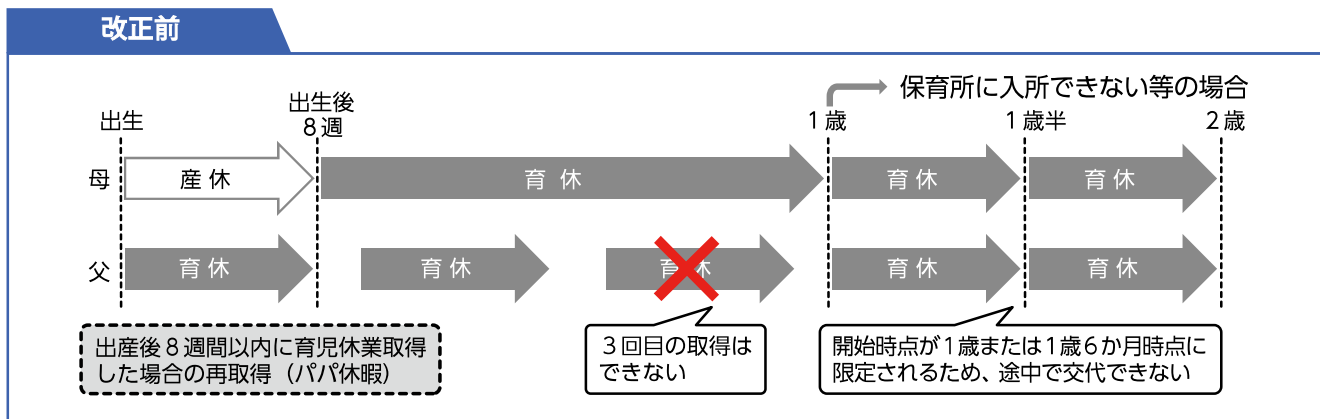 改正前
保育所に入所できない等の場合
出生
出生後
8週
1歳
1歳半
2歳
母
産休
育休
育休
育休
父
育休
育休
育休
育休
育休
出産後8週間以内に育児休業取得
した場合の再取得（パパ休暇）
3回目の取得は
できない
開始時点が1歳または1歳6か月時点に
限定されるため、途中で交代できない